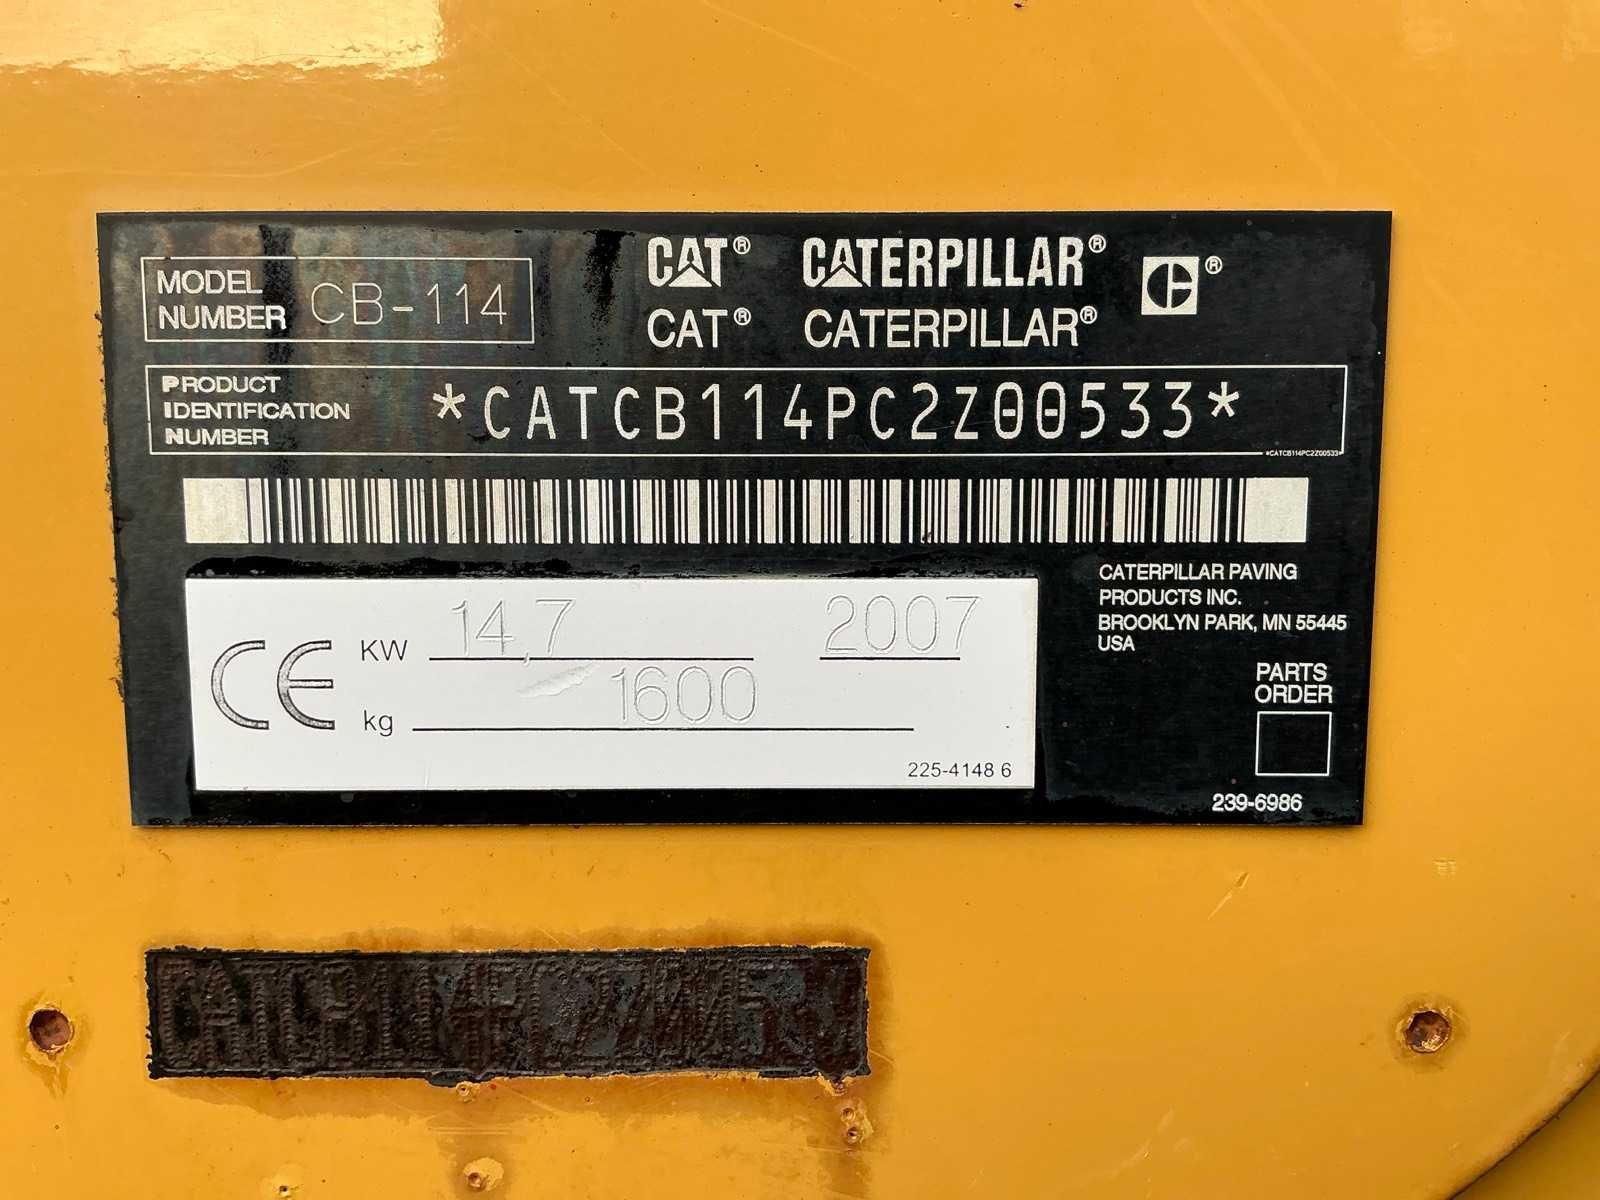 MODEL NUMBER CB-114
CAT® CATERPILLAR® C®
CAT® CATERPILLAR®
PRODUCT IDENTIFICATION NUMBER *CATCB114PC2Z00533*
*CATCB114PC2Z00533*
CE KW 14,7 2007
kg 1600
225-4148 6
CATERPILLAR PAVING
PRODUCTS INC.
BROOKLYN PARK, MN 55445
USA
PARTS
ORDER
239-6986